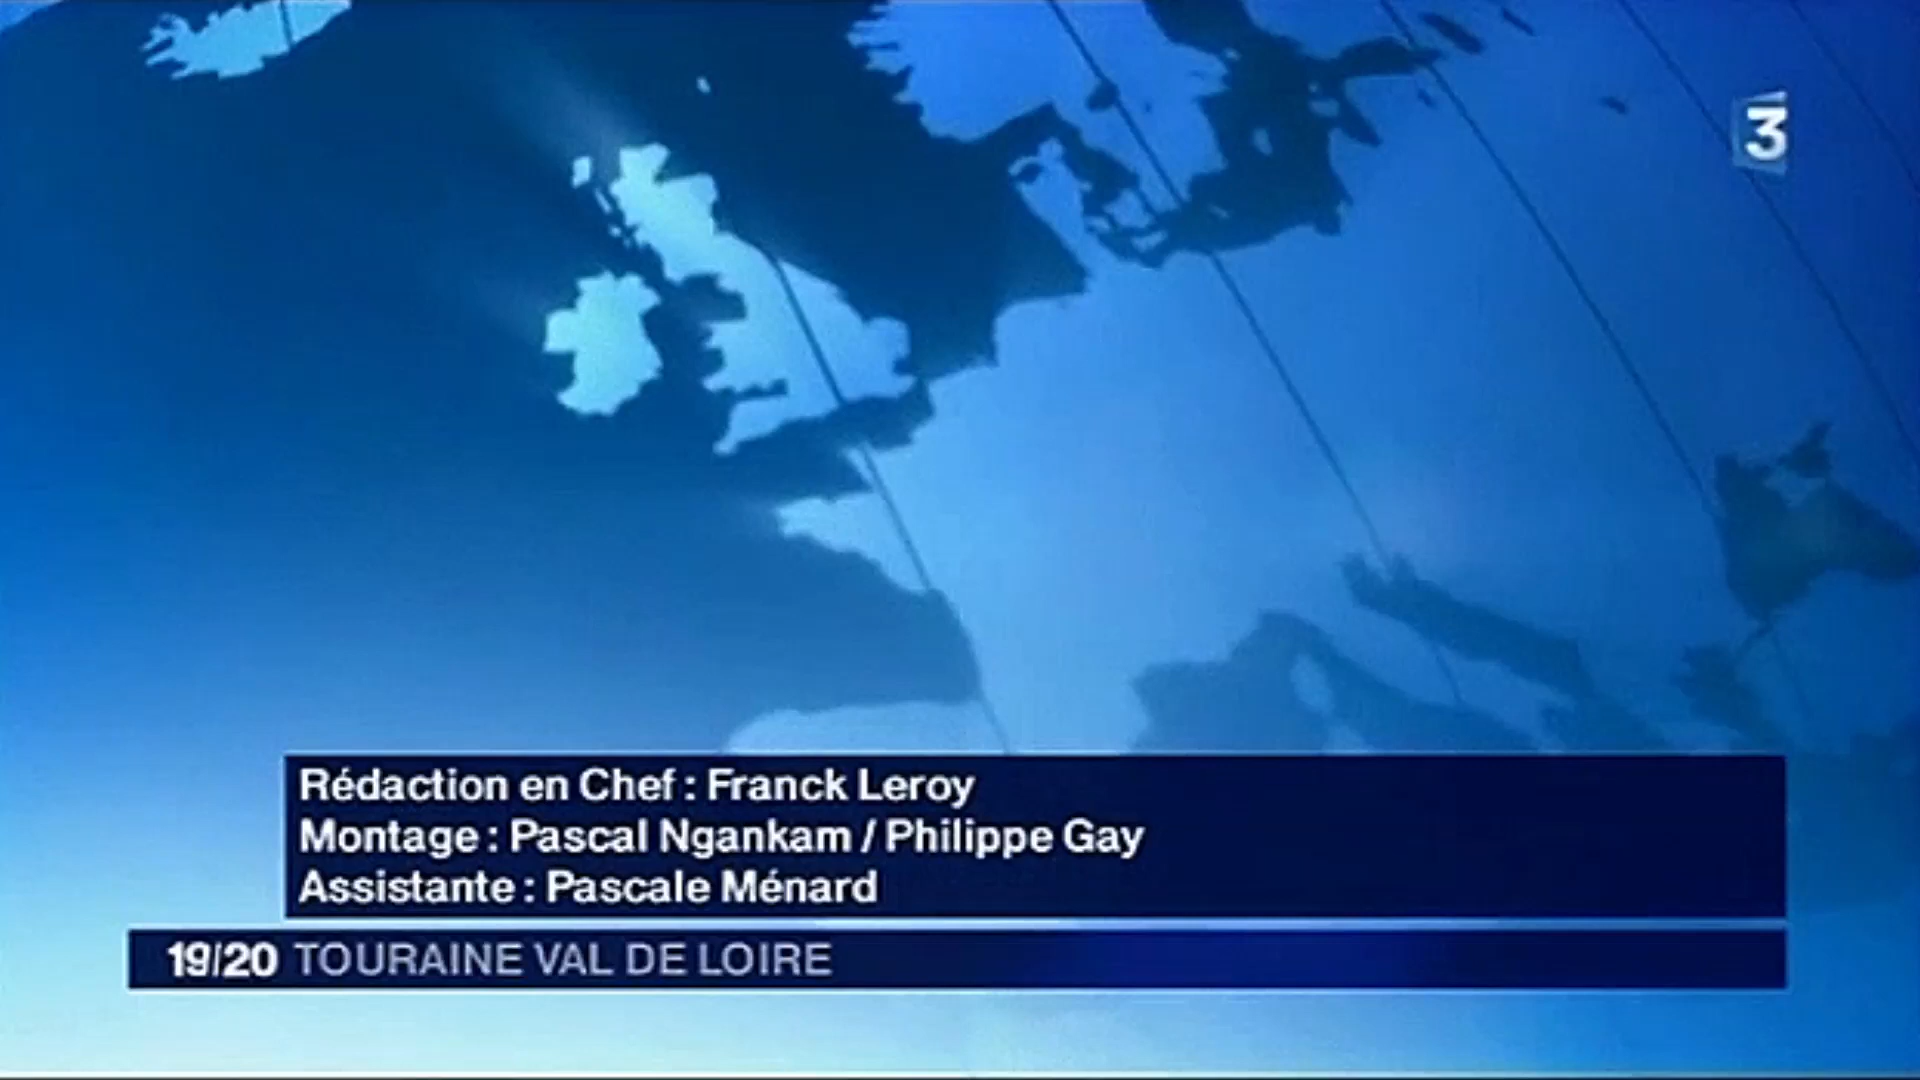 3
Rédaction en Chef : Franck Leroy
Montage : Pascal Ngankam / Philippe Gay
Assistante : Pascale Ménard
19/20 TOURAINE VAL DE LOIRE